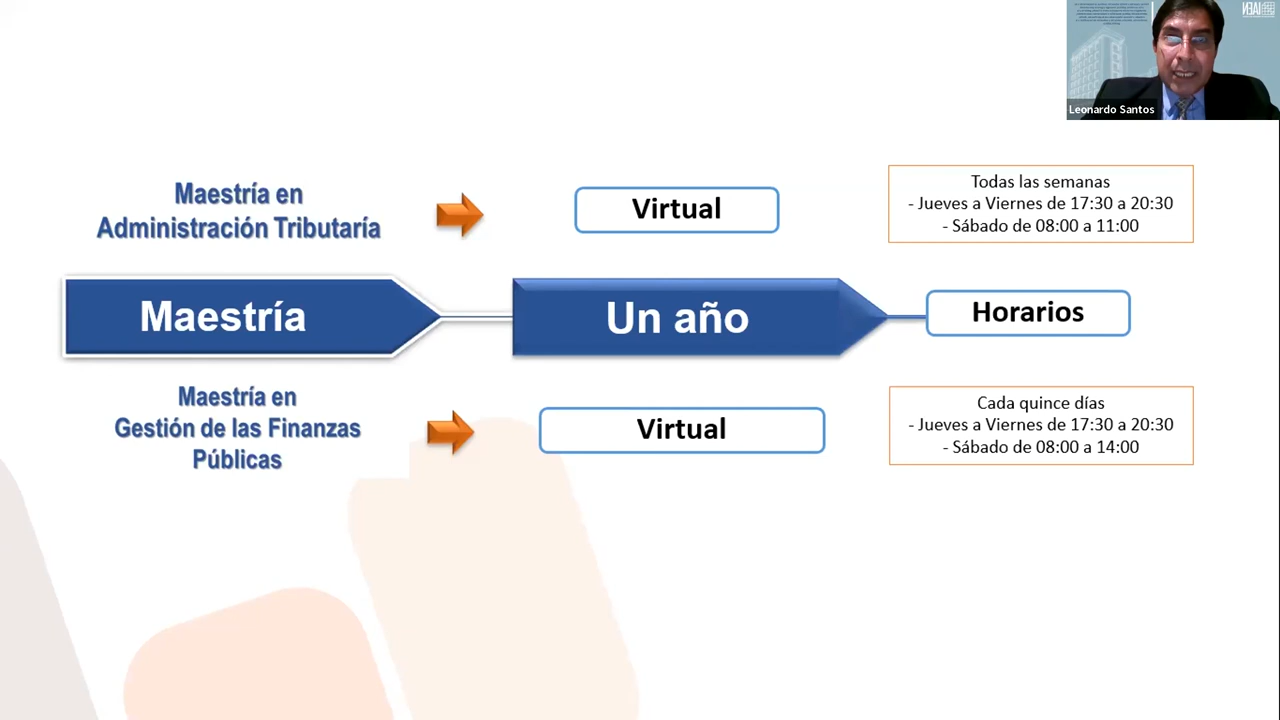 Leonardo Santos
Maestría en
Administración Tributaría
Virtual
Todas las semanas
- Jueves a Viernes de 17:30 a 20:30
- Sábado de 08:00 a 11:00
Maestría
Un año
Horarios
Maestría en
Gestión de las Finanzas
Públicas
Virtual
Cada quince días
- Jueves a Viernes de 17:30 a 20:30
- Sábado de 08:00 a 14:00